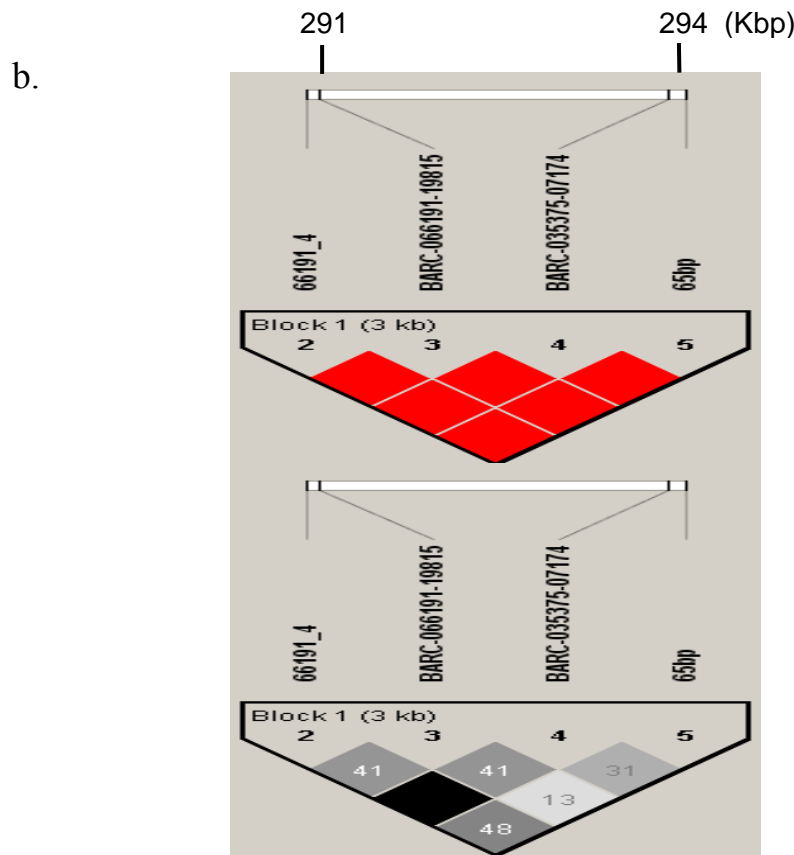 291 294 (Kbp)
b.
66191_4
BARC-066191-19815
BARC-035375-07174
65bp
Block 1 (3 kb)
2 3 4 5
66191_4
BARC-066191-19815
BARC-035375-07174
65bp
Block 1 (3 kb)
2 3 4 5
41 41 31
13
48